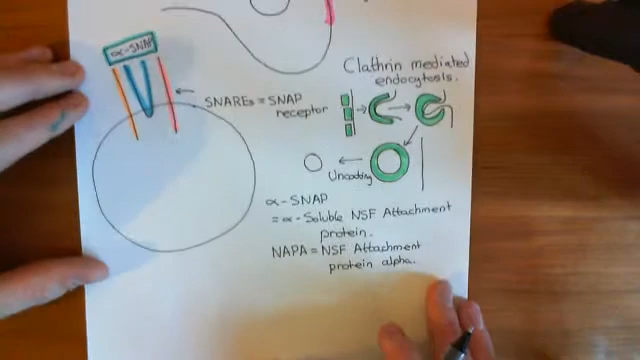 α-SNAP
SNAREs = SNAP
receptor
Clathrin mediated
endocytosis.
Uncoating
α-SNAP
= α-Soluble NSF Attachment
protein.
NAPA = NSF Attachment
protein alpha.